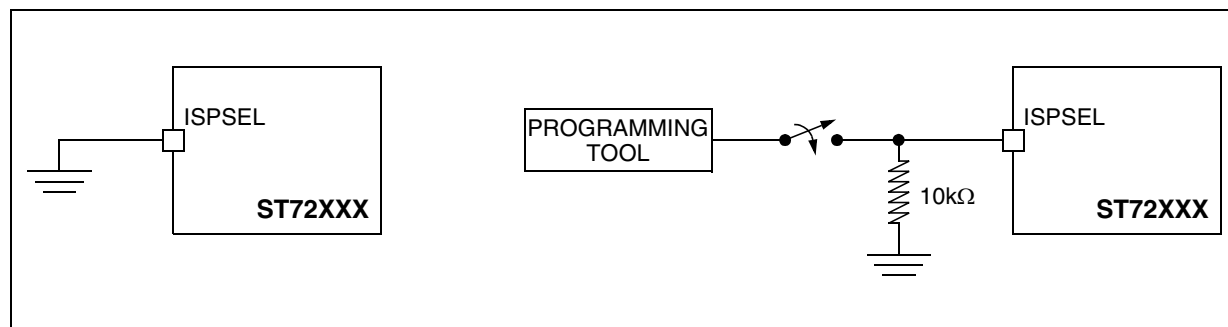 ISPSEL
ST72XXX
PROGRAMMING
TOOL
10kΩ
ISPSEL
ST72XXX